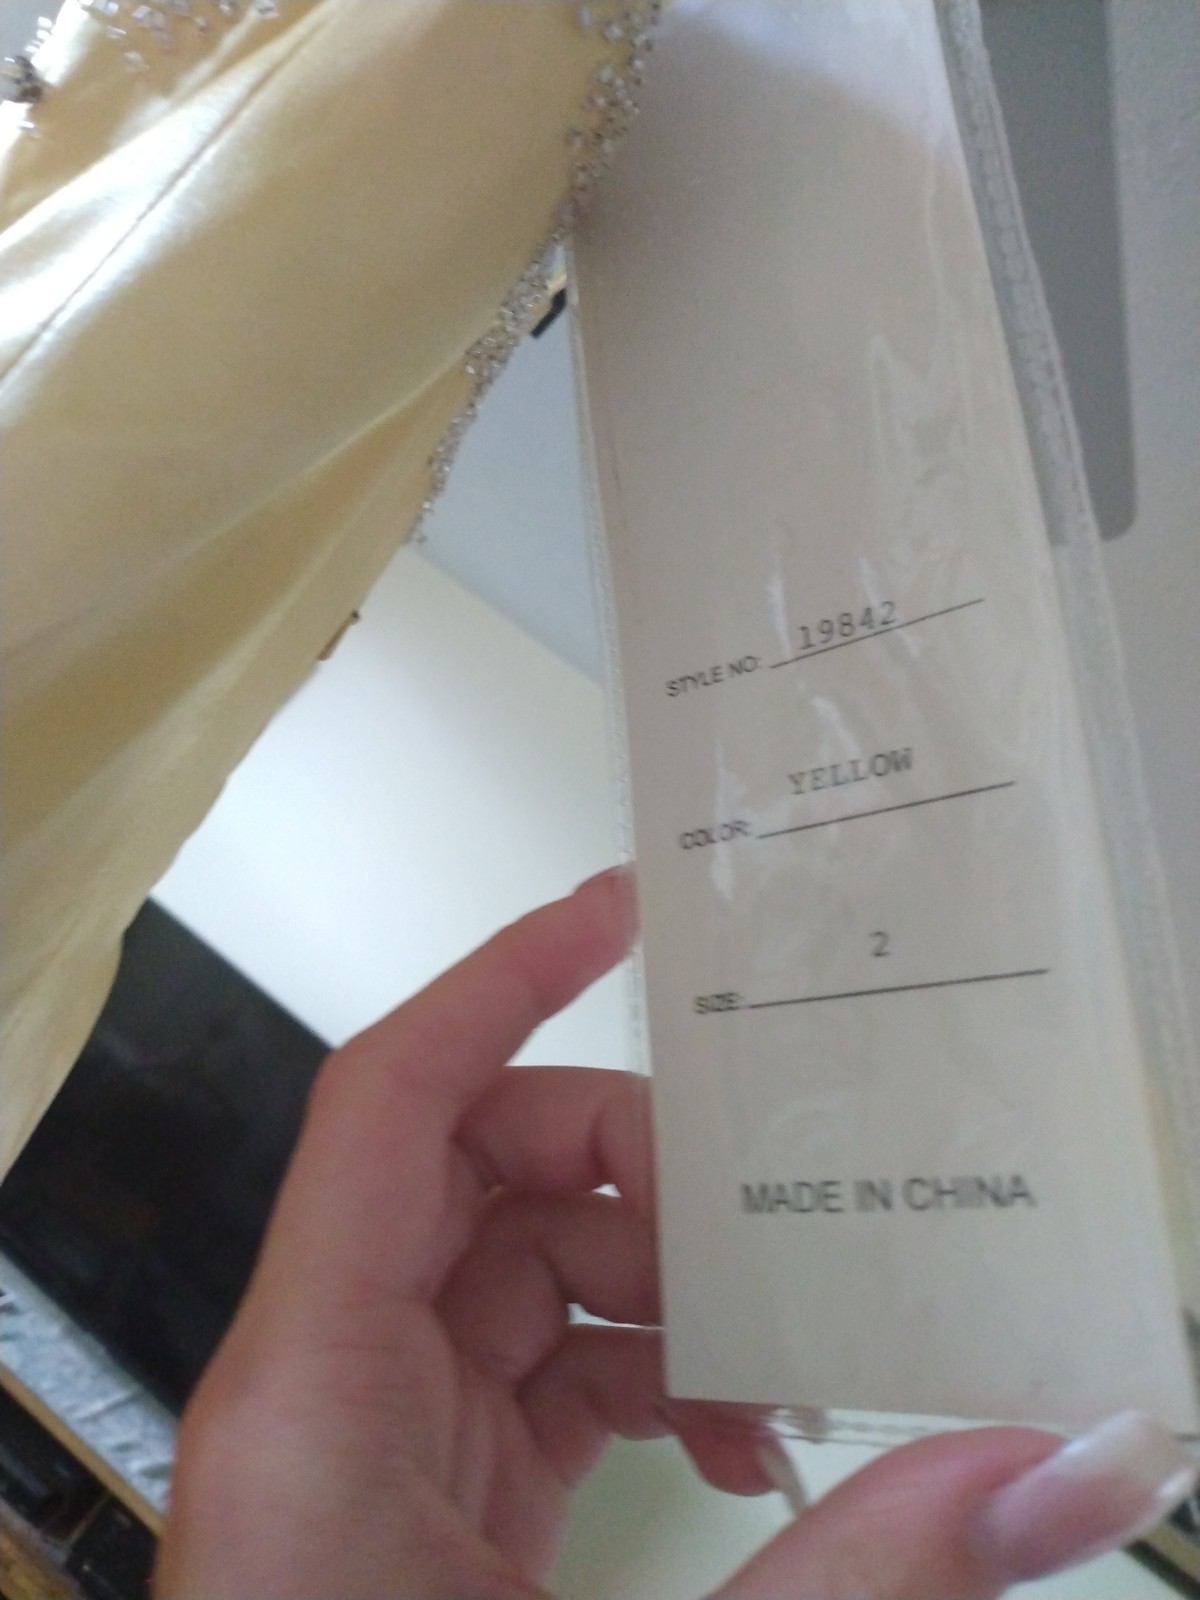 STYLE NO: 19842
COLOR: YELLOW
SIZE: 2
MADE IN CHINA